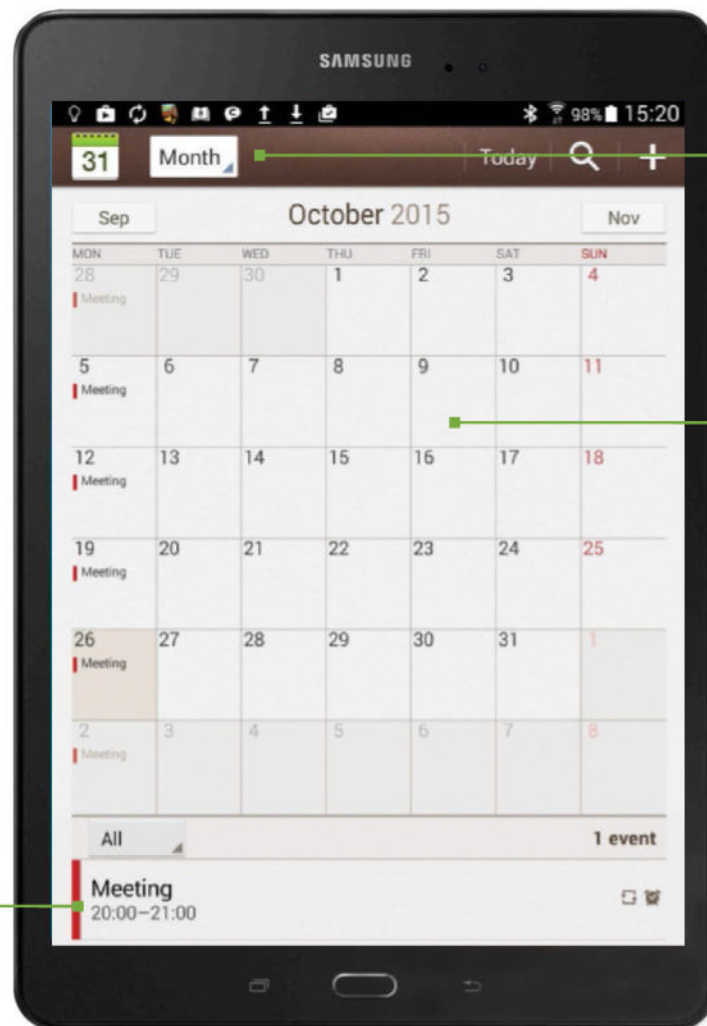 SAMSUNG
98% 15:20
31 Month Today
Sep October 2015 Nov
MON TUE WED THU FRI SAT SUN
28 29 30 1 2 3 4
Meeting
5 6 7 8 9 10 11
Meeting
12 13 14 15 16 17 18
Meeting
19 20 21 22 23 24 25
Meeting
26 27 28 29 30 31 1
Meeting
2 3 4 5 6 7 8
Meeting
All 1 event
Meeting
20:00–21:00